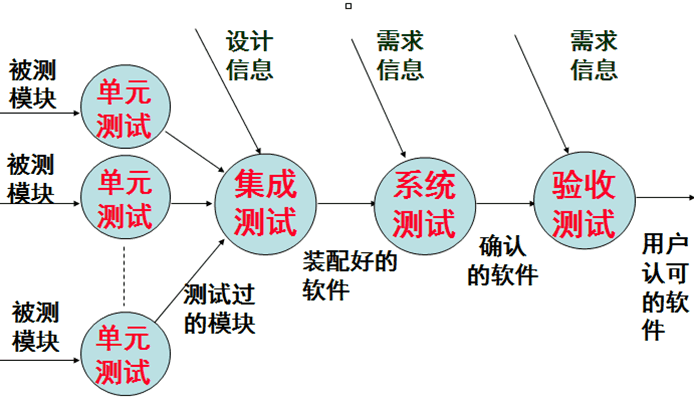 设计
信息
需求
信息
需求
信息
被测
模块
单元
测试
被测
模块
单元
测试
集成
测试
系统
测试
验收
测试
装配好的
软件
确认
的软件
用户
认可
的软
件
测试过
的模块
被测
模块
单元
测试